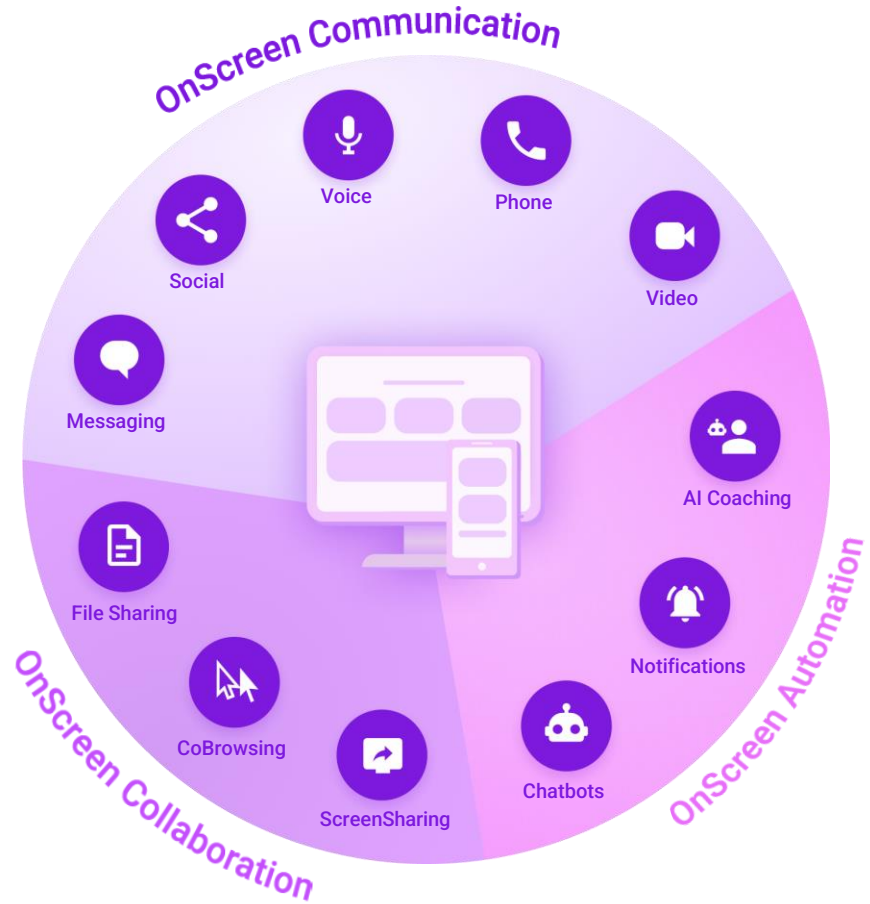 OnScreen Communication
Voice
Phone
Social
Video
Messaging
AI Coaching
File Sharing
Notifications
CoBrowsing
Chatbots
ScreenSharing
OnScreen Collaboration
OnScreen Automation